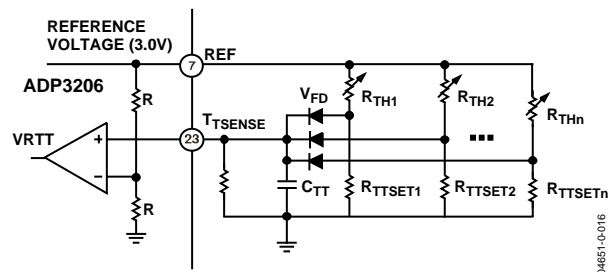 REFERENCE
VOLTAGE (3.0V)
7
REF
ADP3206
R
VFD
RTH1
RTH2
RTHn
TTSENSE
VRTT
+
23
–
R
CTT
RTTSET1
RTTSET2
RTTSETn
04651-0-016